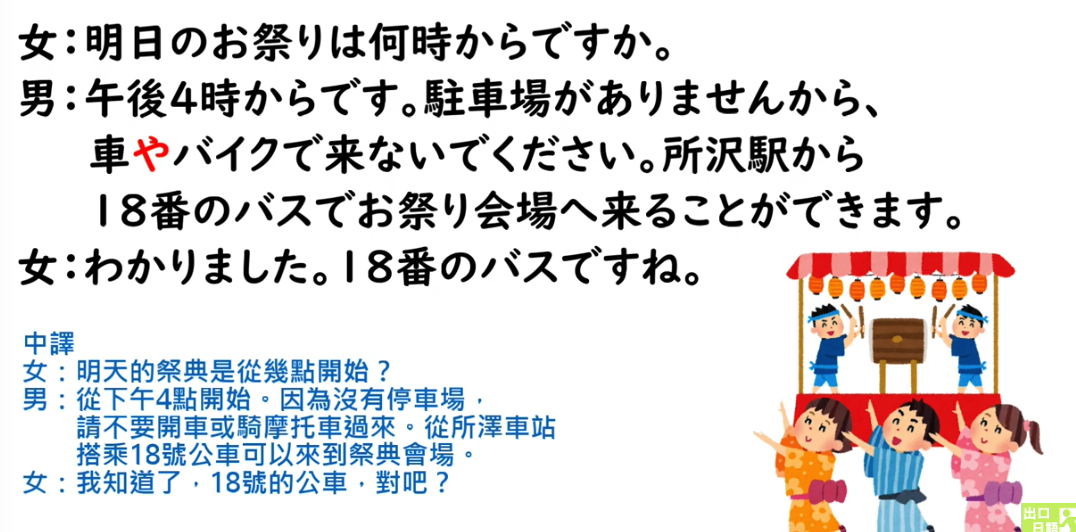 女：明日のお祭りは何時からですか。
男：午後4時からです。駐車場がありませんから、
車やバイクで来ないでください。所沢駅から
18番のバスでお祭り会場へ来ることができます。
女：わかりました。18番のバスですね。
中譯
女：明天的祭典是從幾點開始？
男：從下午4點開始。因為沒有停車場，
請不要開車或騎摩托車過來。從所澤車站
搭乘18號公車可以來到祭典會場。
女：我知道了，18號的公車，對吧？
出口
日語